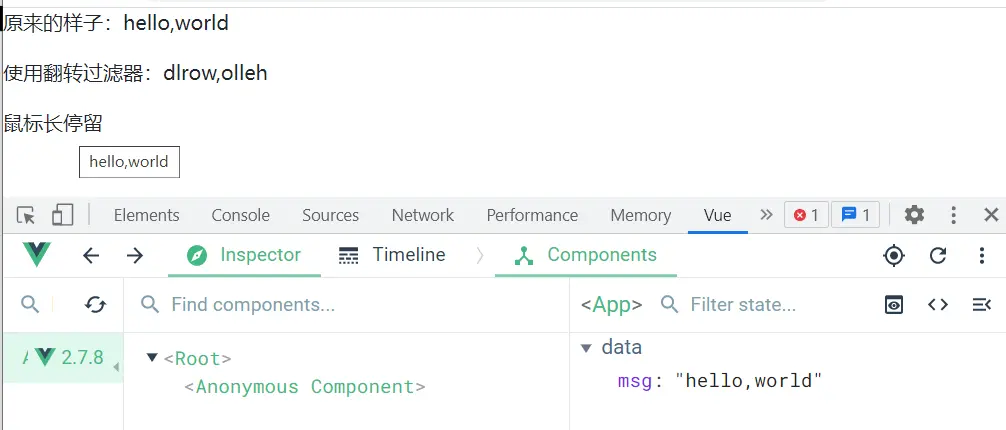 原来的样子：hello,world
使用翻转过滤器：dlrow,olleh
鼠标长停留
hello,world
Elements Console Sources Network Performance Memory Vue 1 1
Inspector Timeline Components
Find components... <App> Filter state...
2.7.8 <Root> data
<Anonymous Component> msg: "hello,world"